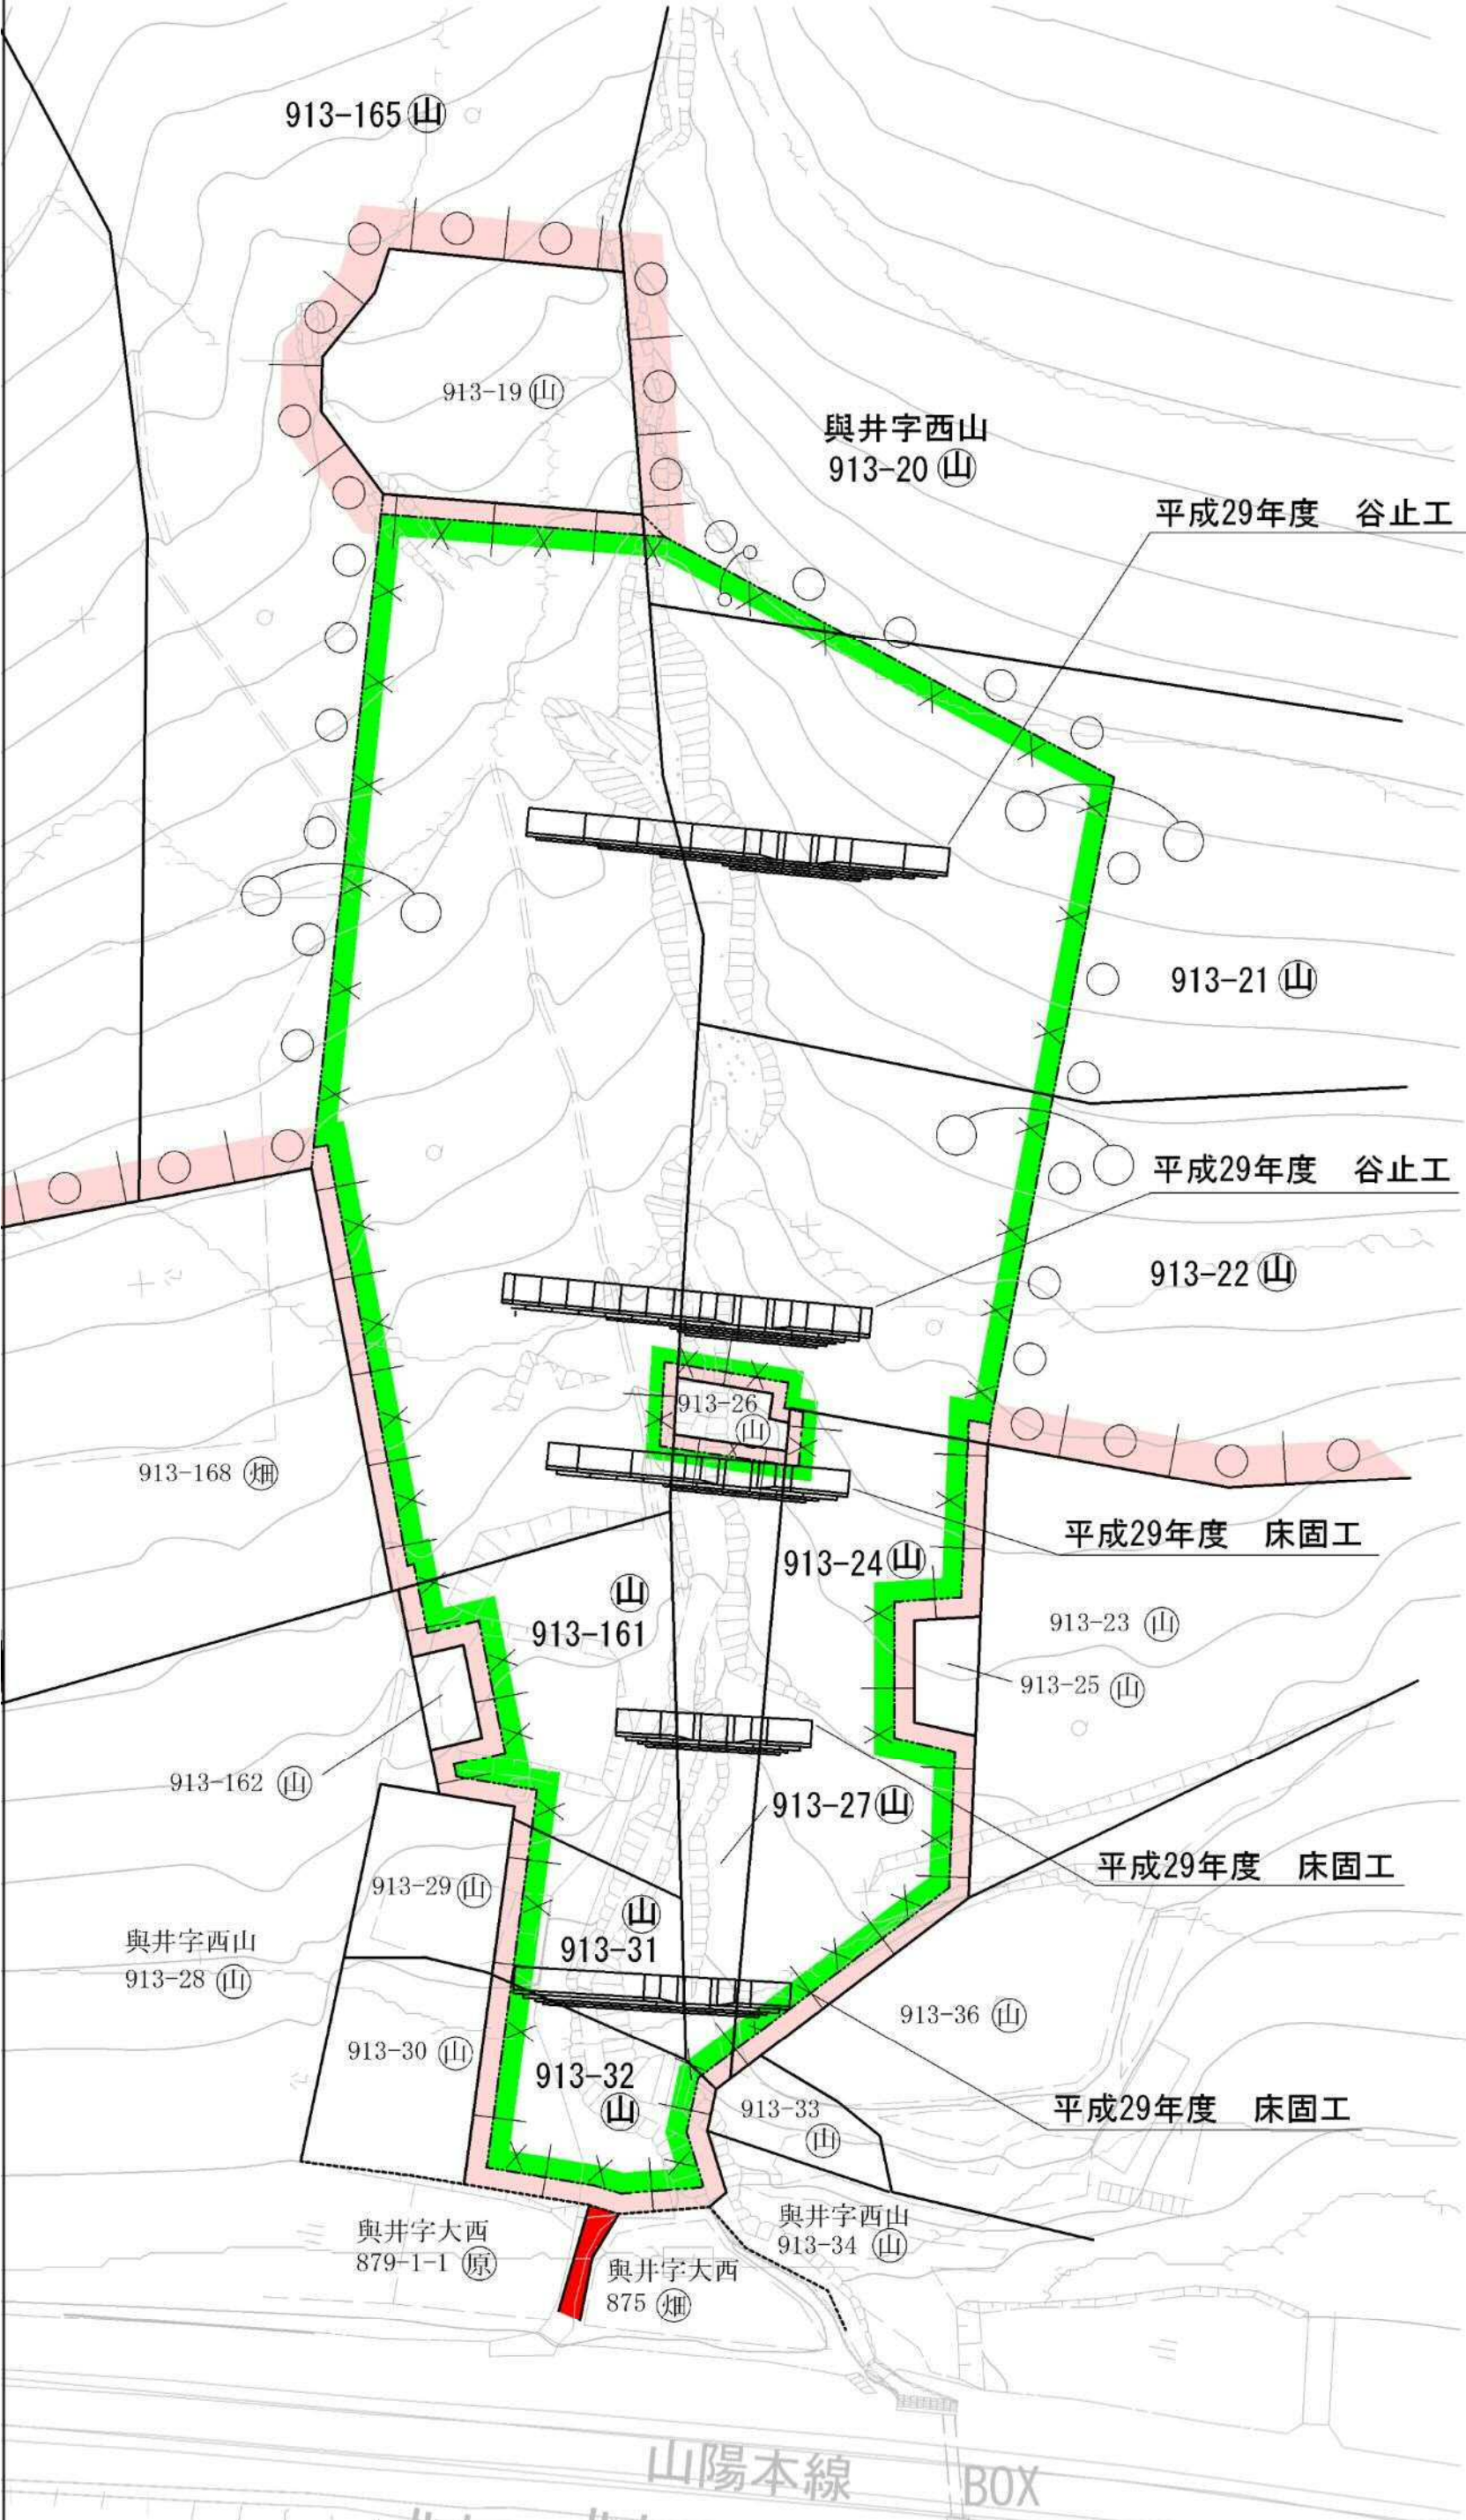 913-165 ㊤山
913-19 山
與井字西山
913-20 山
平成29年度 谷止工
913-21 山
平成29年度 谷止工
913-22 山
913-26
山
913-168 畑
平成29年度 床固工
913-24 山
山
913-161
913-23 山
913-25 山
913-162 山
913-27 山
平成29年度 床固工
913-29 山
山
913-31
與井字西山
913-28 山
913-36 山
913-30 山
913-32
山
913-33
山
平成29年度 床固工
與井字西山
913-34 山
與井字大西
879-1-1 原
與井字大西
875 畑
山陽本線 BOX